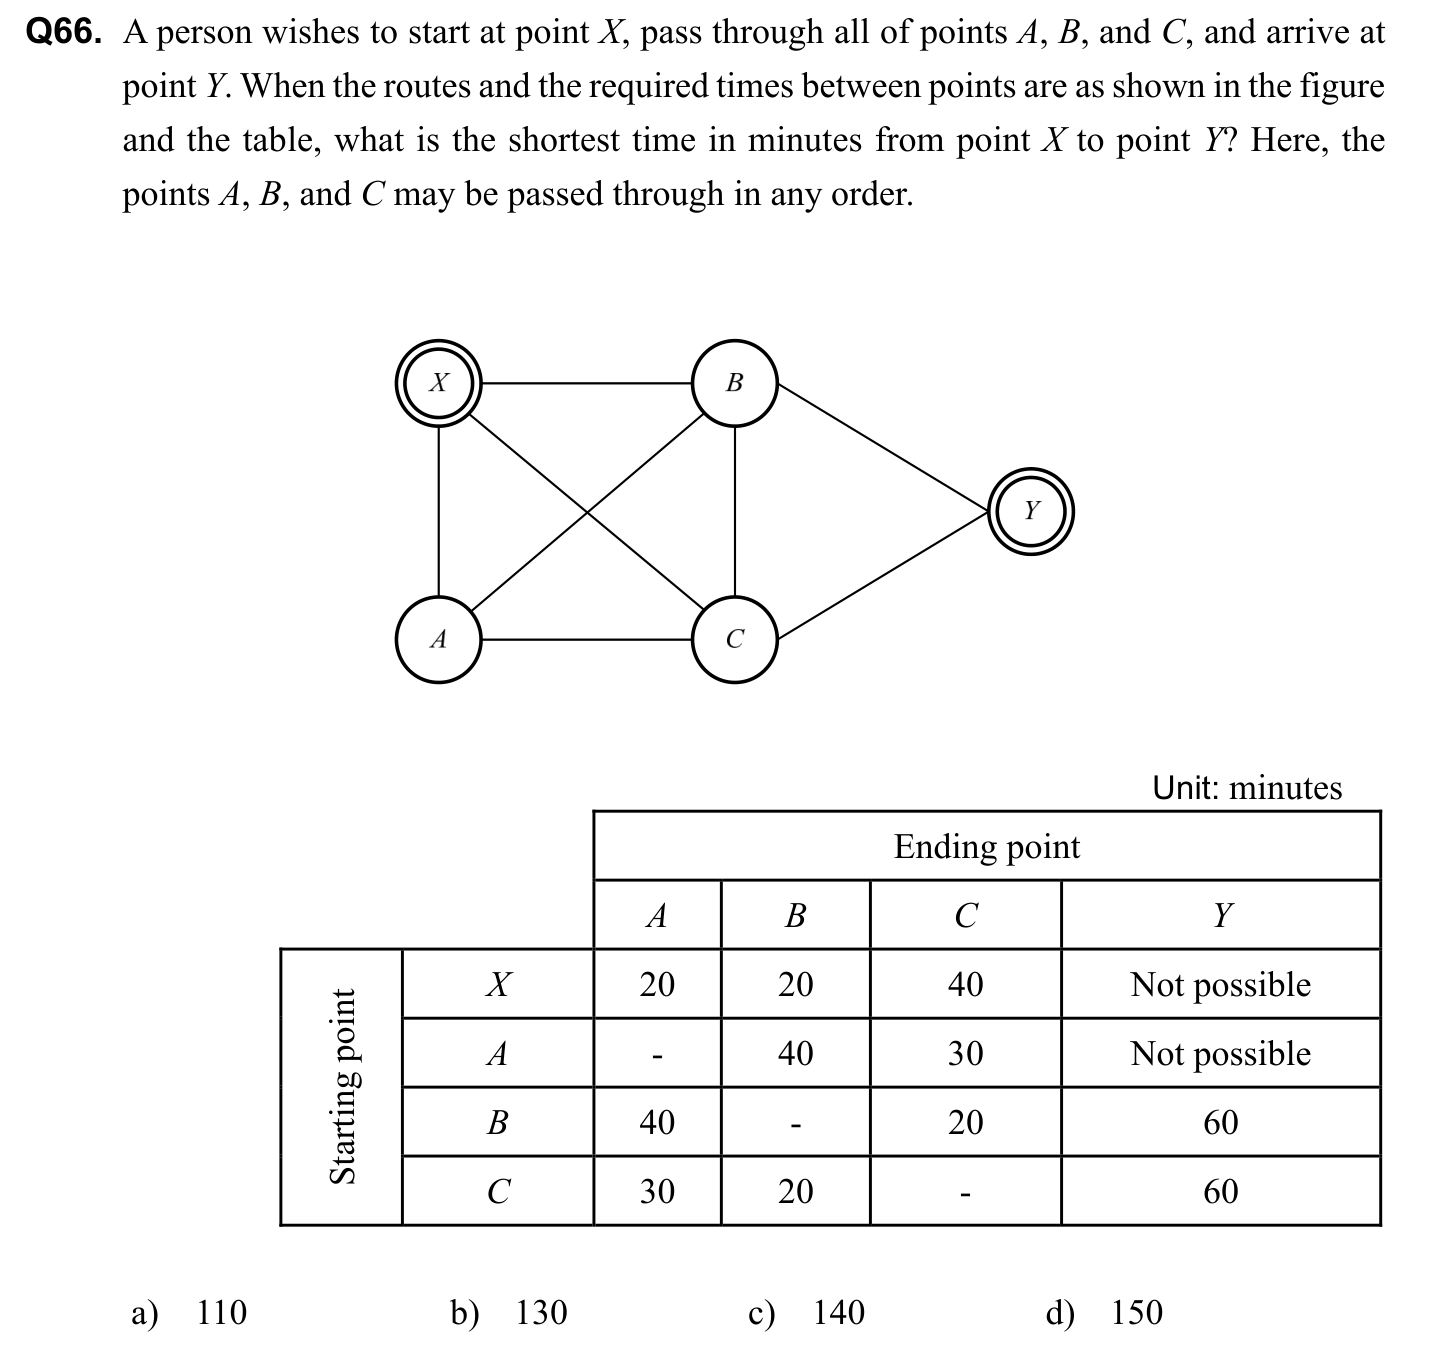 Q66. A person wishes to start at point X, pass through all of points A, B, and C, and arrive at
point Y. When the routes and the required times between points are as shown in the figure
and the table, what is the shortest time in minutes from point X to point Y? Here, the
points A, B, and C may be passed through in any order.
X B
Y
A C
Unit: minutes
Ending point
A B C Y
Starting point
X 20 20 40 Not possible
A - 40 30 Not possible
B 40 - 20 60
C 30 20 - 60
a) 110 b) 130 c) 140 d) 150